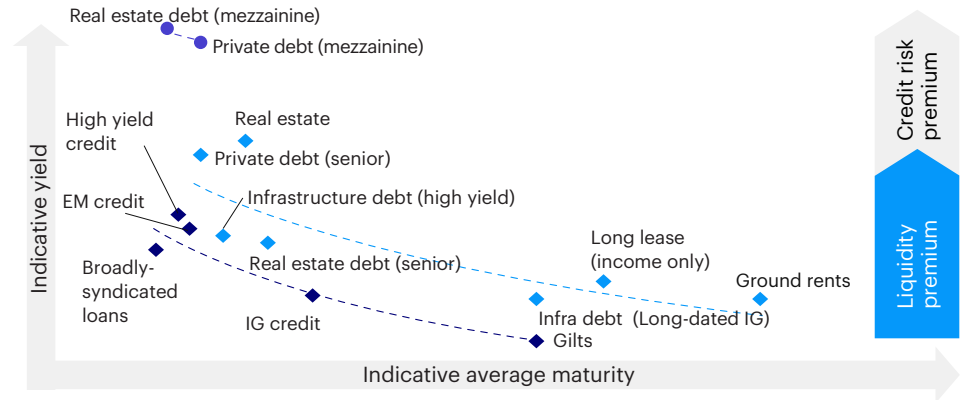 Real estate debt (mezzainine)
Private debt (mezzainine)
High yield
credit
Real estate
Private debt (senior)
EM credit
Infrastructure debt (high yield)
Broadly-
syndicated
loans
Real estate debt (senior)
IG credit
Long lease
(income only)
Ground rents
Infra debt (Long-dated IG)
Gilts
Indicative yield
Indicative average maturity
Credit risk
premium
Liquidity
premium